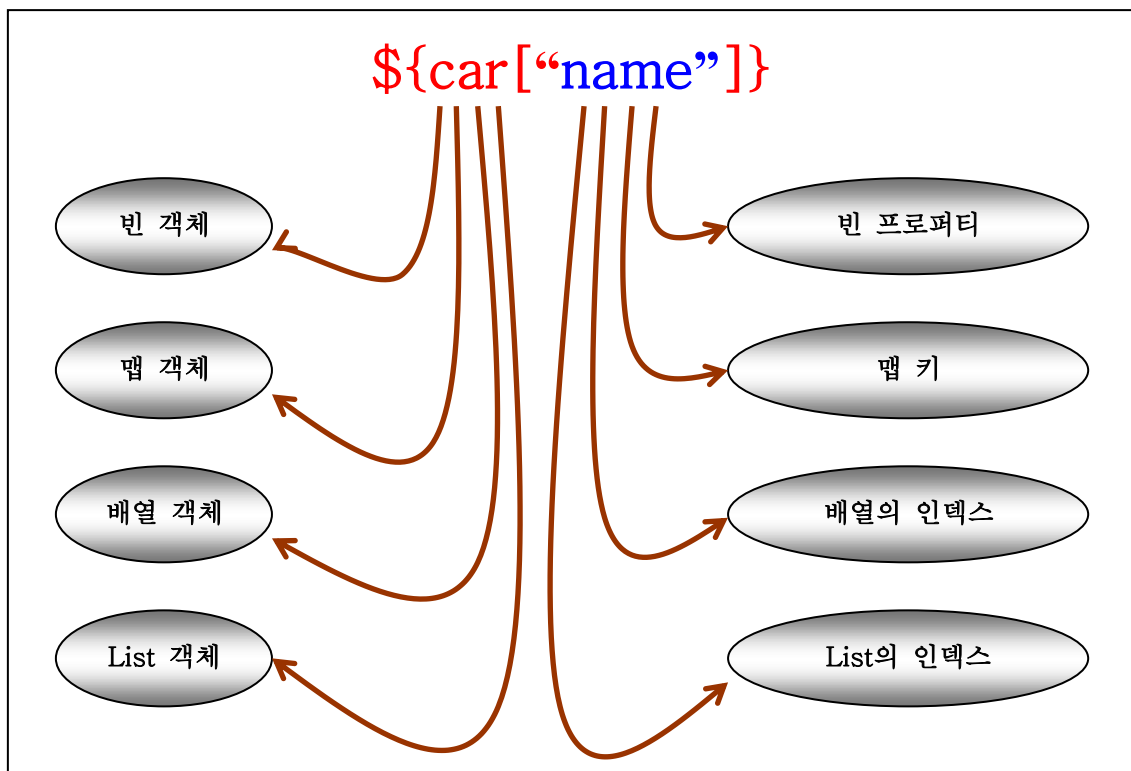 ${car[“name”]}
빈 객체
빈 프로퍼티
맵 객체
맵 키
배열 객체
배열의 인덱스
List 객체
List의 인덱스